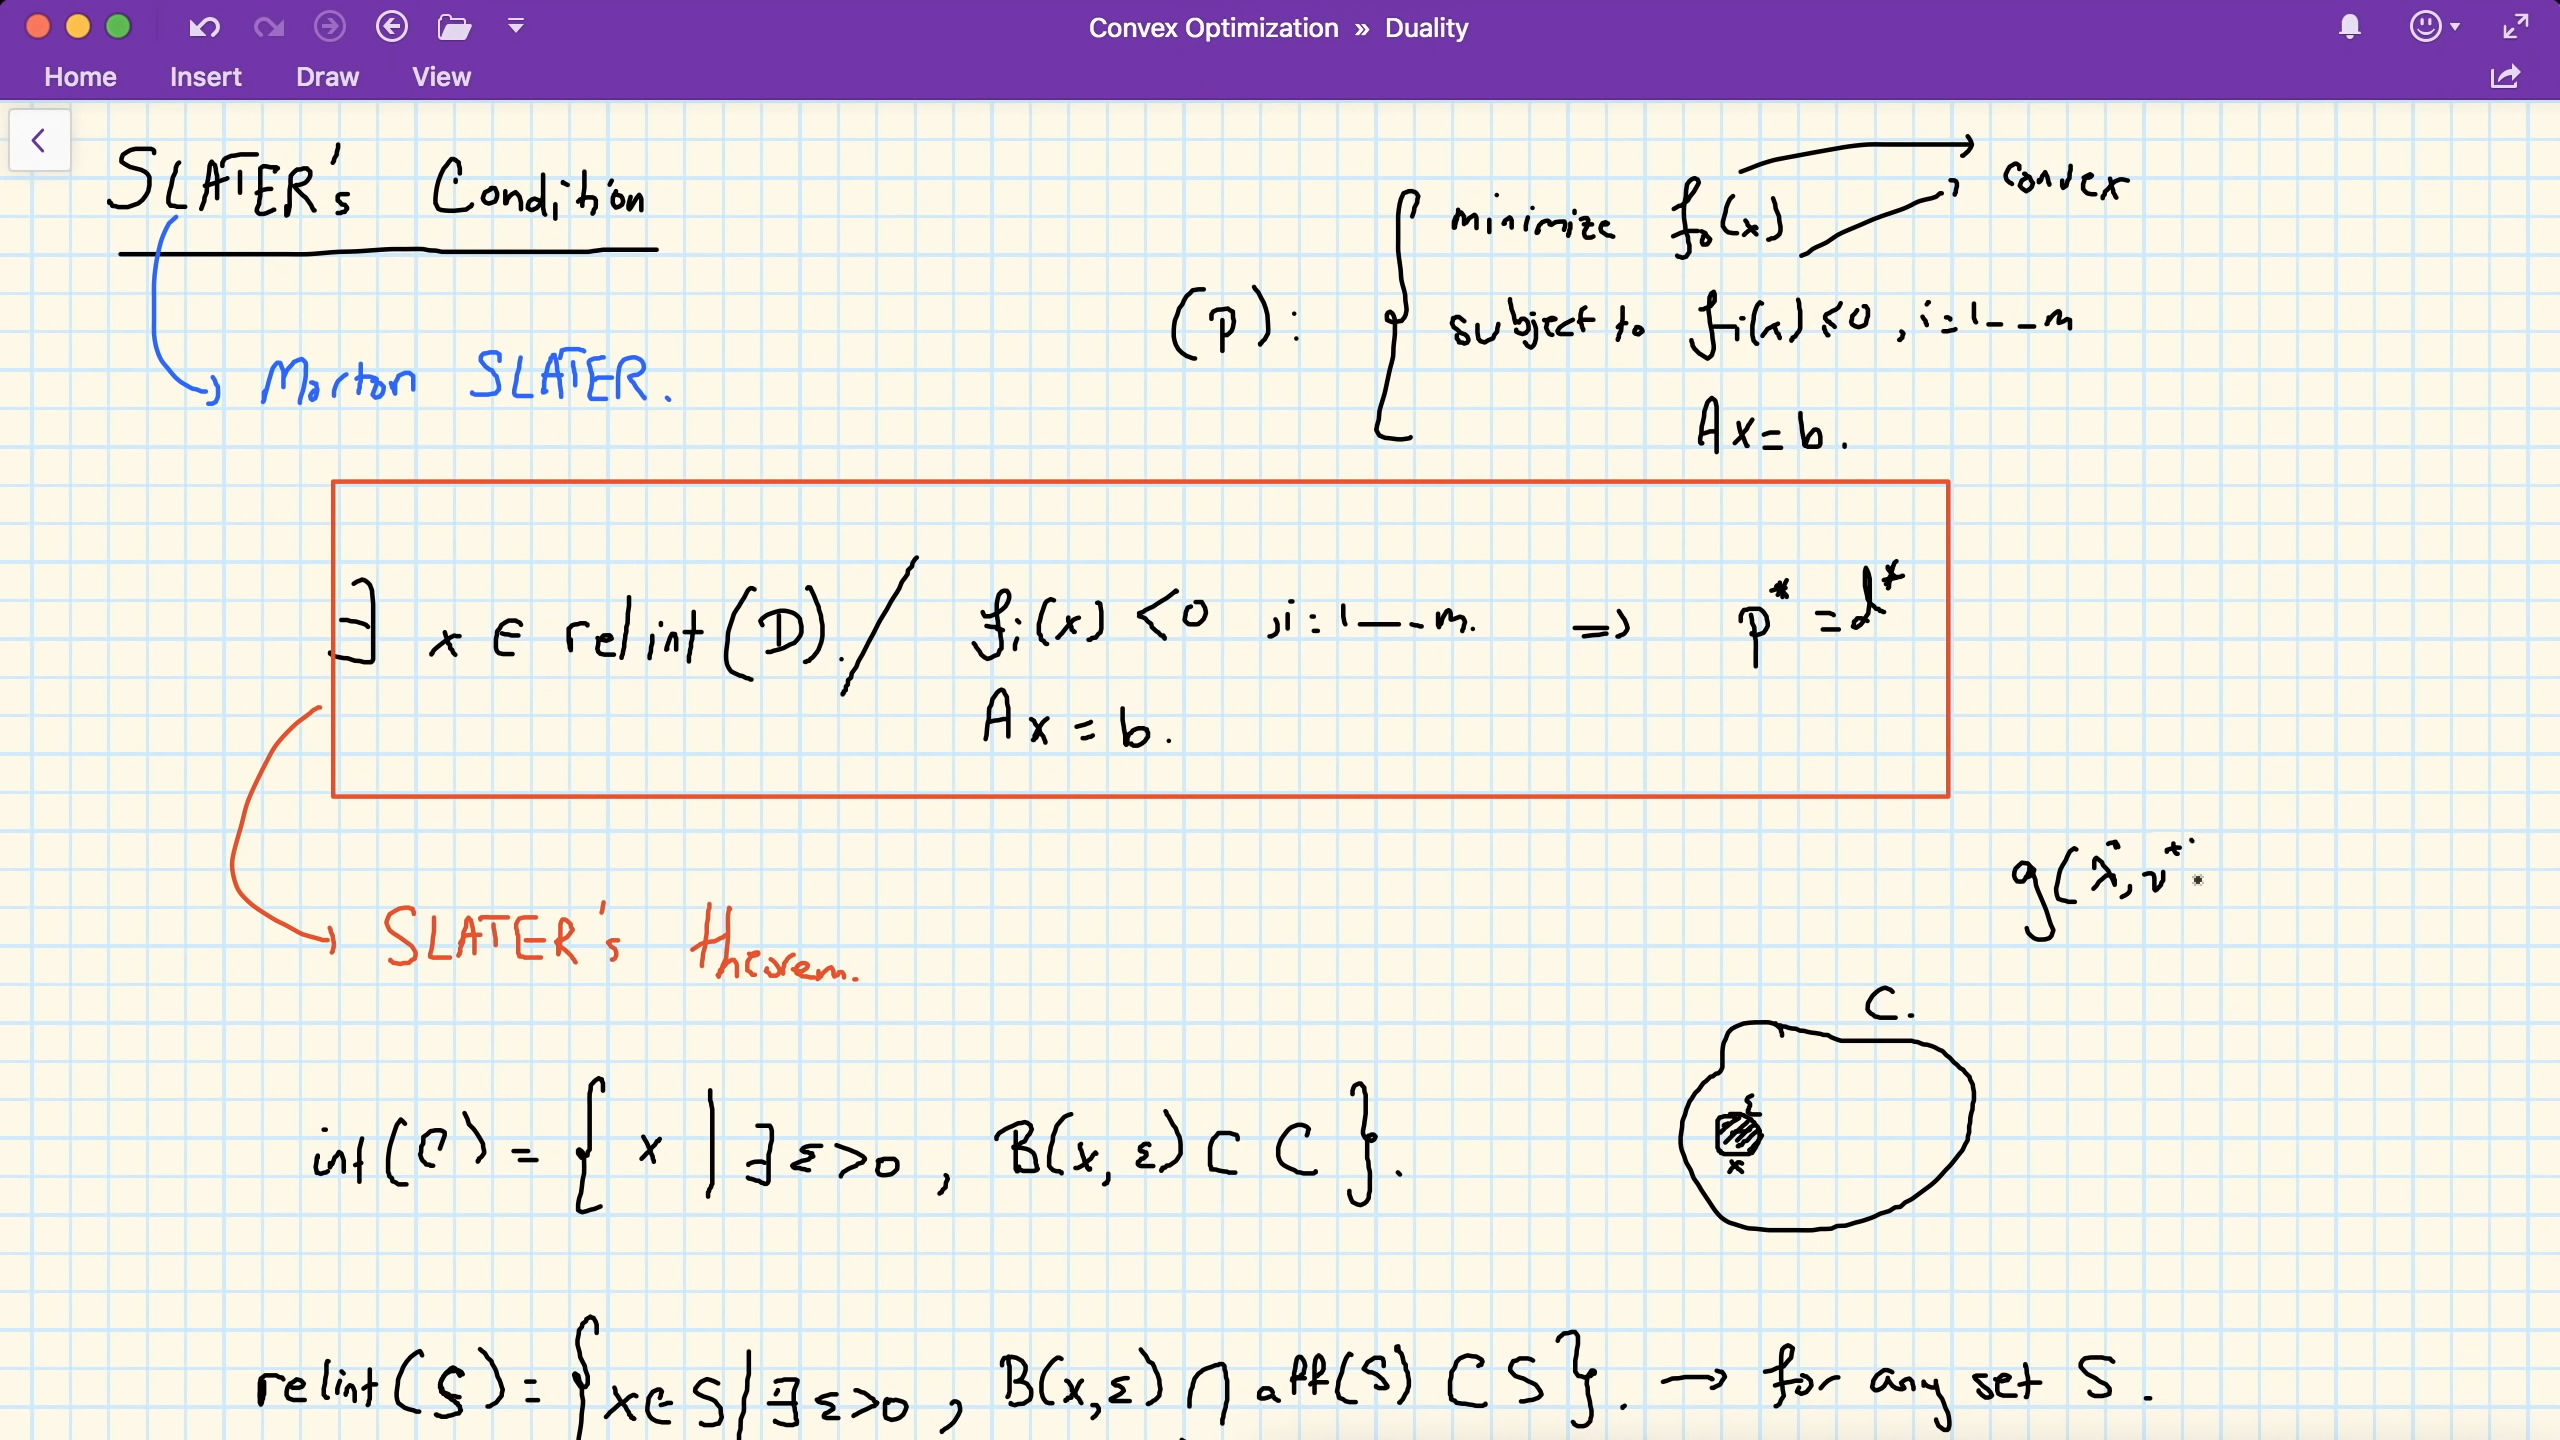 Convex Optimization » Duality
Home Insert Draw View
SLATER's Condition
Morton SLATER.
(P): minimize f₀(x) → convex
subject to fᵢ(x) ≤ 0, i=1---m
Ax = b.
∃ x ∈ relint(D). / fᵢ(x) < 0, i=1---m. => p* = d*
Ax = b.
SLATER's theorem.
g(λ*, ν*
C.
ε
x
int(C) = { x | ∃ ε>0, B(x, ε) ⊂ C }.
relint(S) = { x∈S | ∃ ε>0, B(x,ε) ∩ aff(S) ⊂ S }. → for any set S.